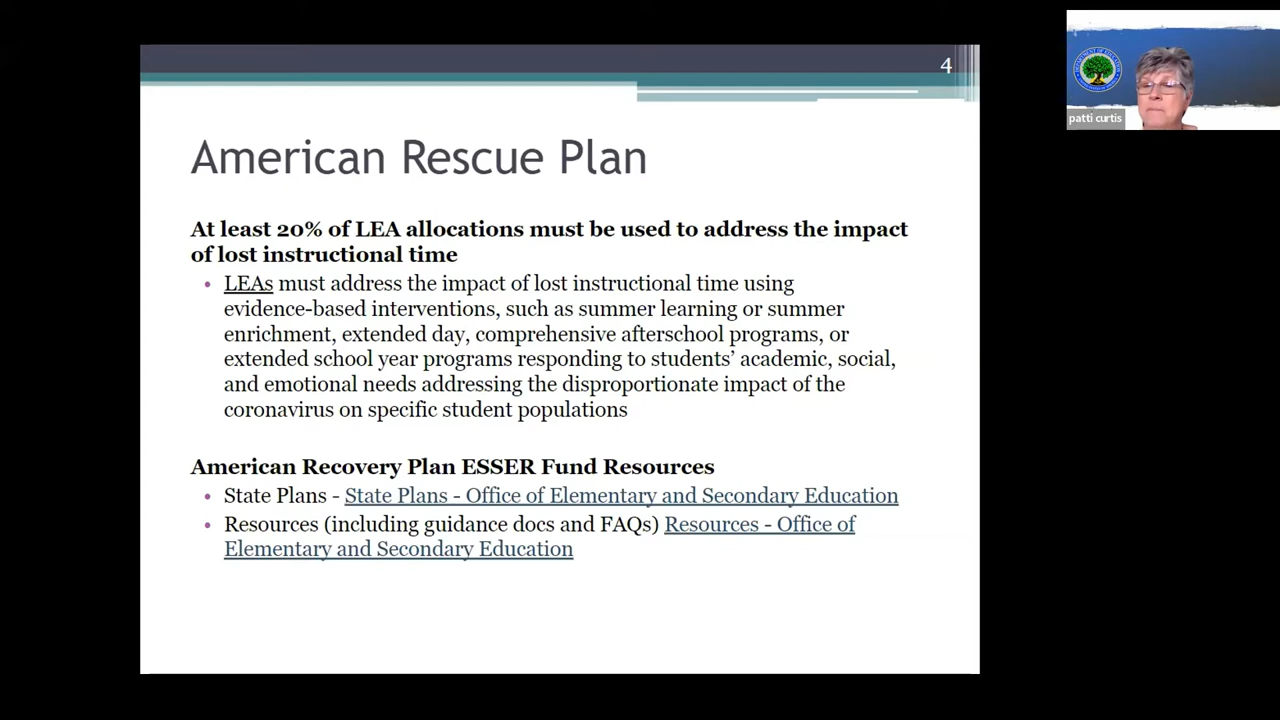 4
American Rescue Plan
At least 20% of LEA allocations must be used to address the impact
of lost instructional time
• LEAs must address the impact of lost instructional time using
evidence-based interventions, such as summer learning or summer
enrichment, extended day, comprehensive afterschool programs, or
extended school year programs responding to students’ academic, social,
and emotional needs addressing the disproportionate impact of the
coronavirus on specific student populations
American Recovery Plan ESSER Fund Resources
• State Plans - State Plans - Office of Elementary and Secondary Education
• Resources (including guidance docs and FAQs) Resources - Office of
Elementary and Secondary Education
patti curtis